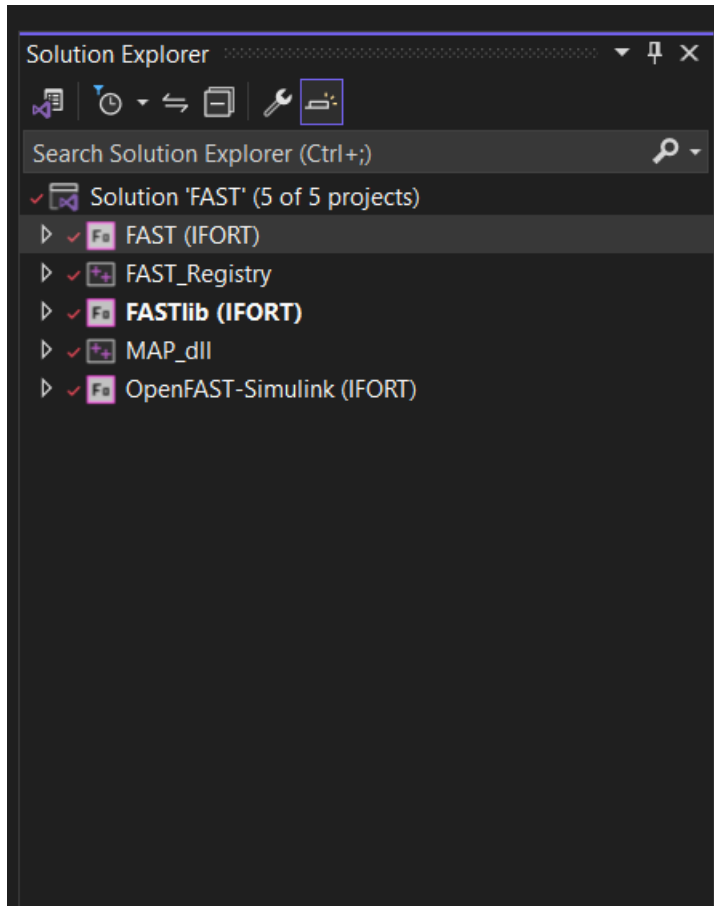 Solution Explorer
Search Solution Explorer (Ctrl+;)
Solution 'FAST' (5 of 5 projects)
FAST (IFORT)
FAST_Registry
FASTlib (IFORT)
MAP_dll
OpenFAST-Simulink (IFORT)